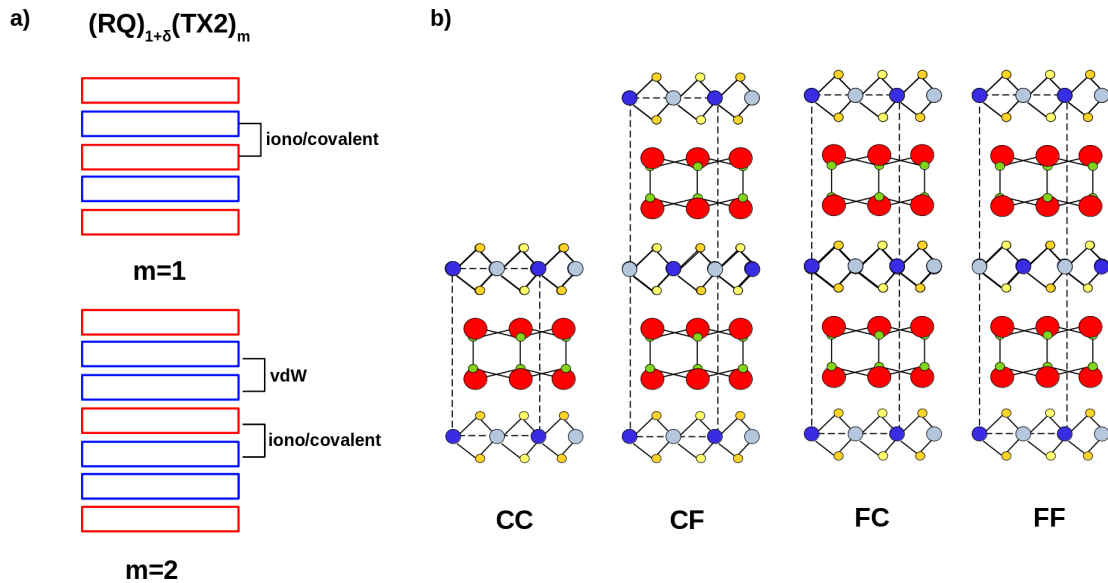 a)
(RQ)1+δ(TX2)m
iono/covalent
m=1
vdW
iono/covalent
m=2
b)
CC
CF
FC
FF